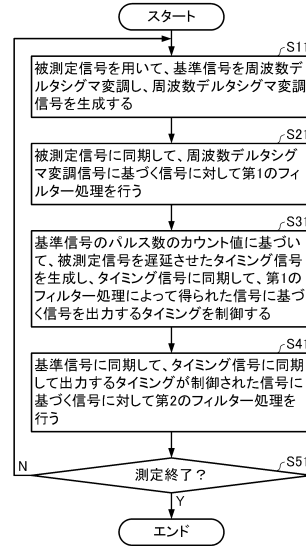 スタート
S11
被測定信号を用いて、基準信号を周波数デ
ルタシグマ変調し、周波数デルタシグマ変調
信号を生成する
S21
被測定信号に同期して、周波数デルタシグ
マ変調信号に基づく信号に対して第1のフィ
ルター処理を行う
S31
基準信号のパルス数のカウント値に基づい
て、被測定信号を遅延させたタイミング信号
を生成し、タイミング信号に同期して、第1の
フィルター処理によって得られた信号に基づ
く信号を出力するタイミングを制御する
S41
基準信号に同期して、タイミング信号に同期
して出力するタイミングが制御された信号に
基づく信号に対して第2のフィルター処理を
行う
S51
測定終了？
N
Y
エンド